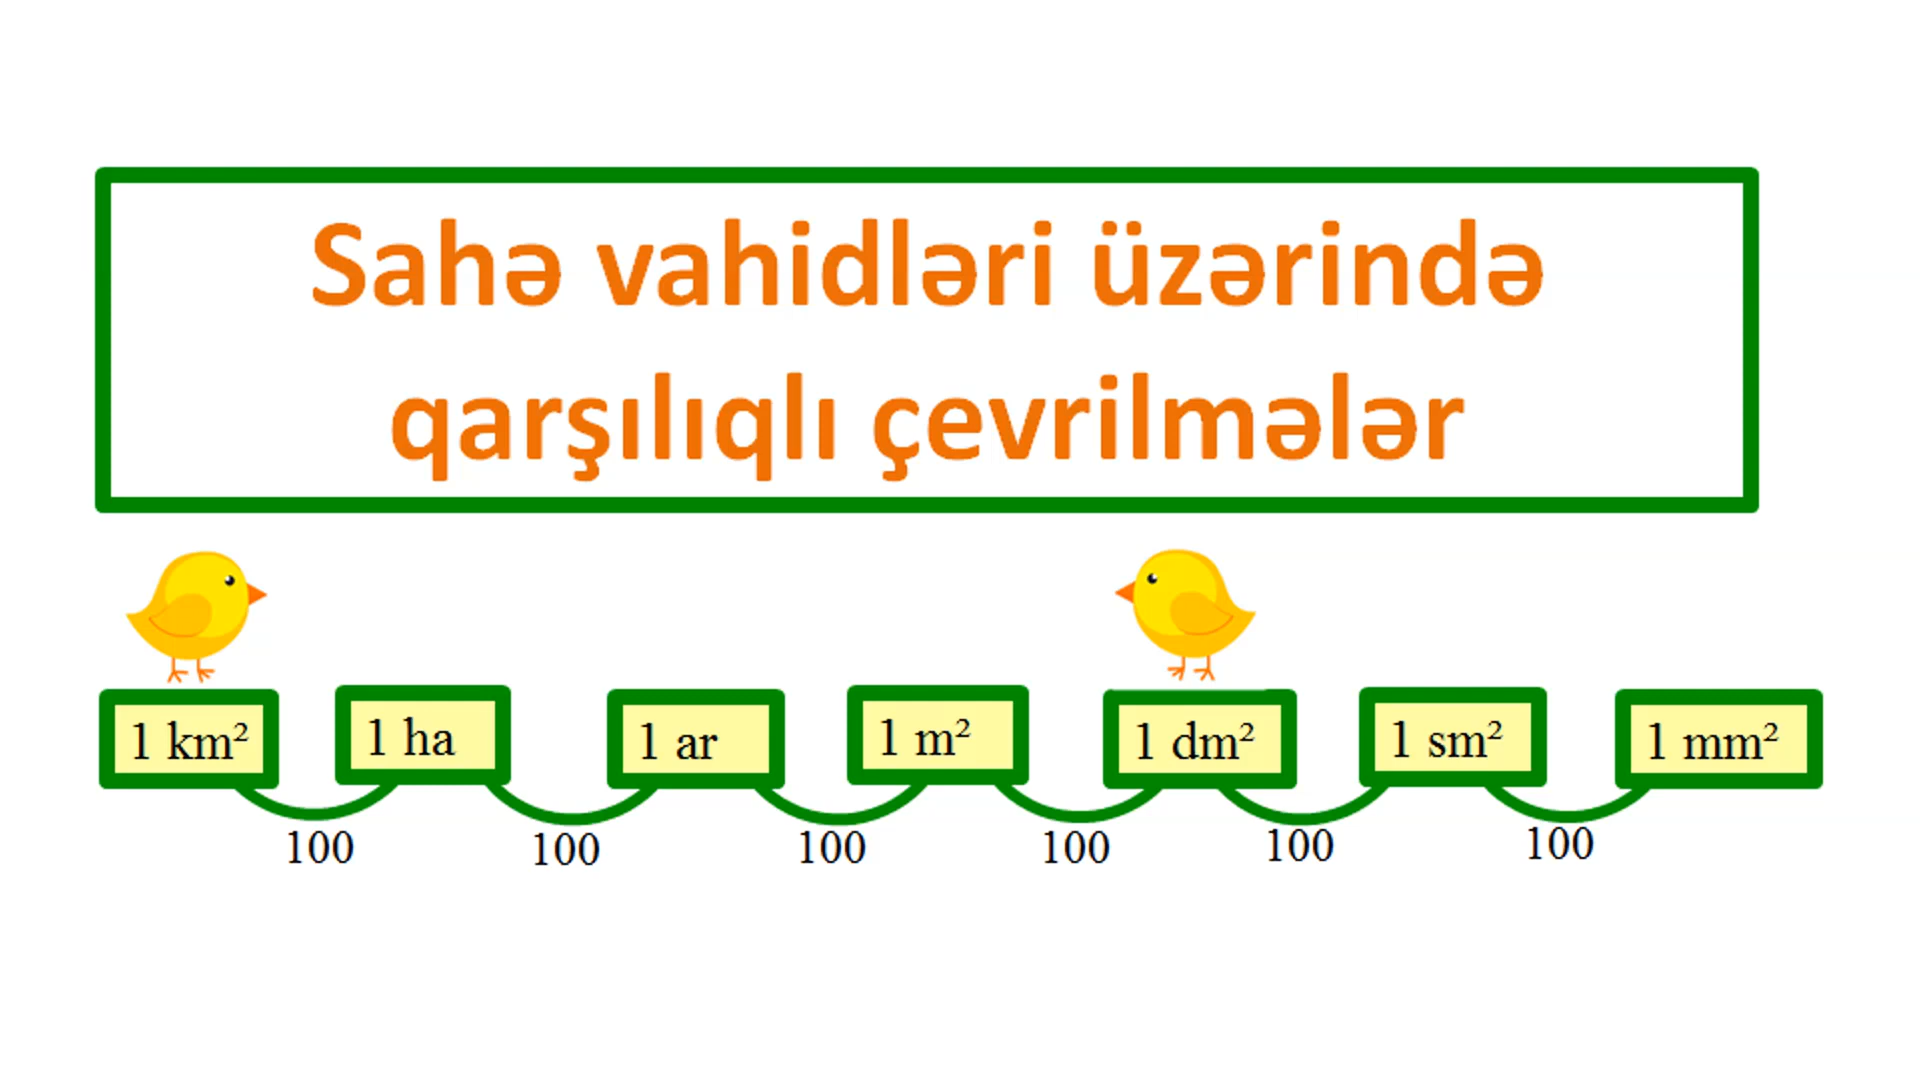 Sahə vahidləri üzərində
qarşılıqlı çevrilmələr
1 km² 1 ha 1 ar 1 m² 1 dm² 1 sm² 1 mm²
100 100 100 100 100 100